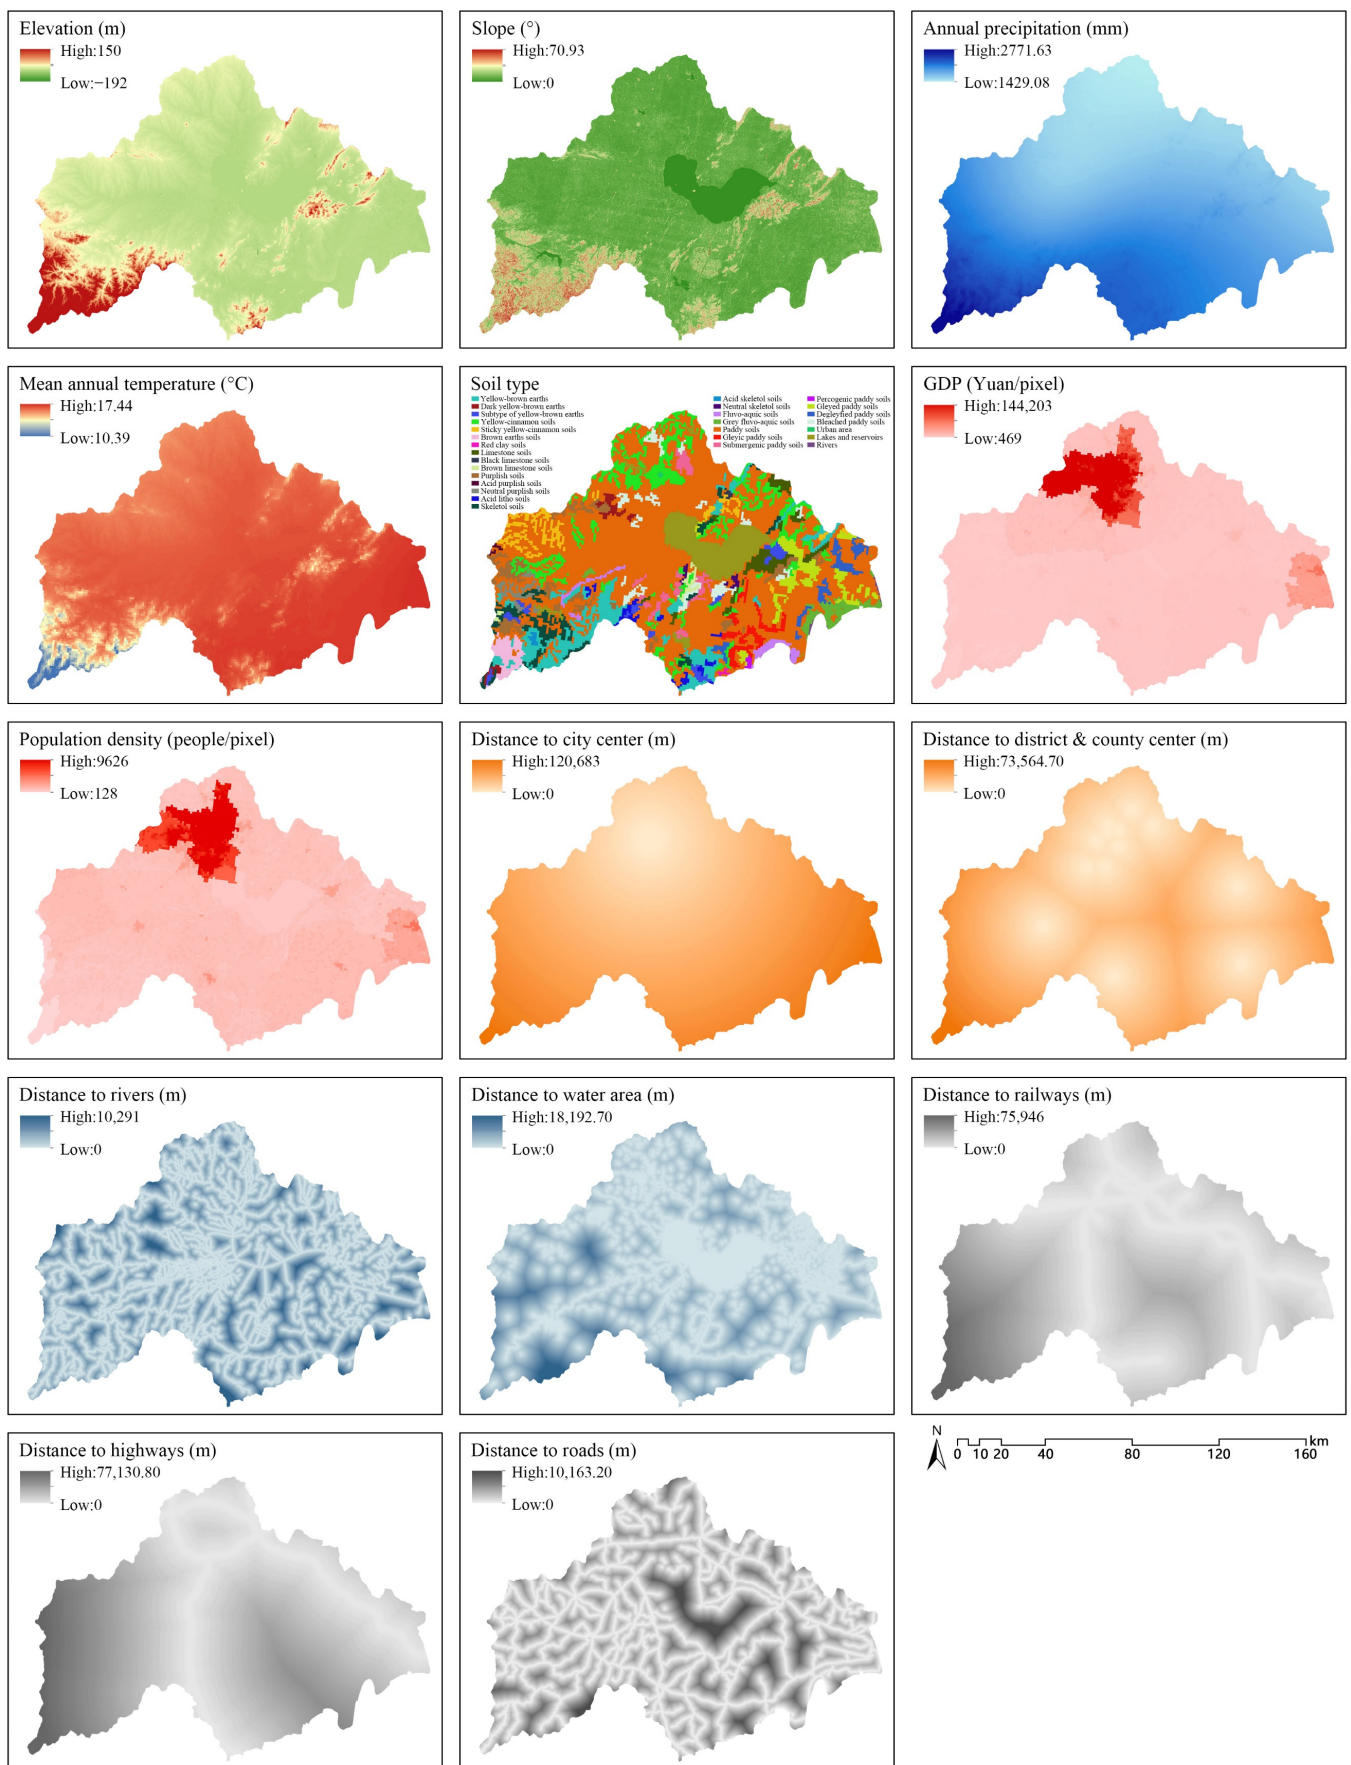 Elevation (m)
High:150
Low:−192
Slope (°)
High:70.93
Low:0
Annual precipitation (mm)
High:2771.63
Low:1429.08
Mean annual temperature (°C)
High:17.44
Low:10.39
Soil type
Yellow-brown earths
Dark yellow-brown earths
Subtype of yellow-brown earths
Yellow-cinnamon soils
Sticky yellow-cinnamon soils
Brown earths soils
Red clay soils
Limestone soils
Black limestone soils
Brown limestone soils
Purplish soils
Acid purplish soils
Neutral purplish soils
Acid litho soils
Skeletol soils
Acid skeletol soils
Neutral skeletol soils
Fluvo-aquic soils
Grey fluvo-aquic soils
Paddy soils
Gleyic paddy soils
Submergenic paddy soils
Percogenic paddy soils
Gleyed paddy soils
Degleyfied paddy soils
Bleached paddy soils
Urban area
Lakes and reservoirs
Rivers
GDP (Yuan/pixel)
High:144,203
Low:469
Population density (people/pixel)
High:9626
Low:128
Distance to city center (m)
High:120,683
Low:0
Distance to district & county center (m)
High:73,564.70
Low:0
Distance to rivers (m)
High:10,291
Low:0
Distance to water area (m)
High:18,192.70
Low:0
Distance to railways (m)
High:75,946
Low:0
Distance to highways (m)
High:77,130.80
Low:0
Distance to roads (m)
High:10,163.20
Low:0
N
0 10 20 40 80 120 160 km